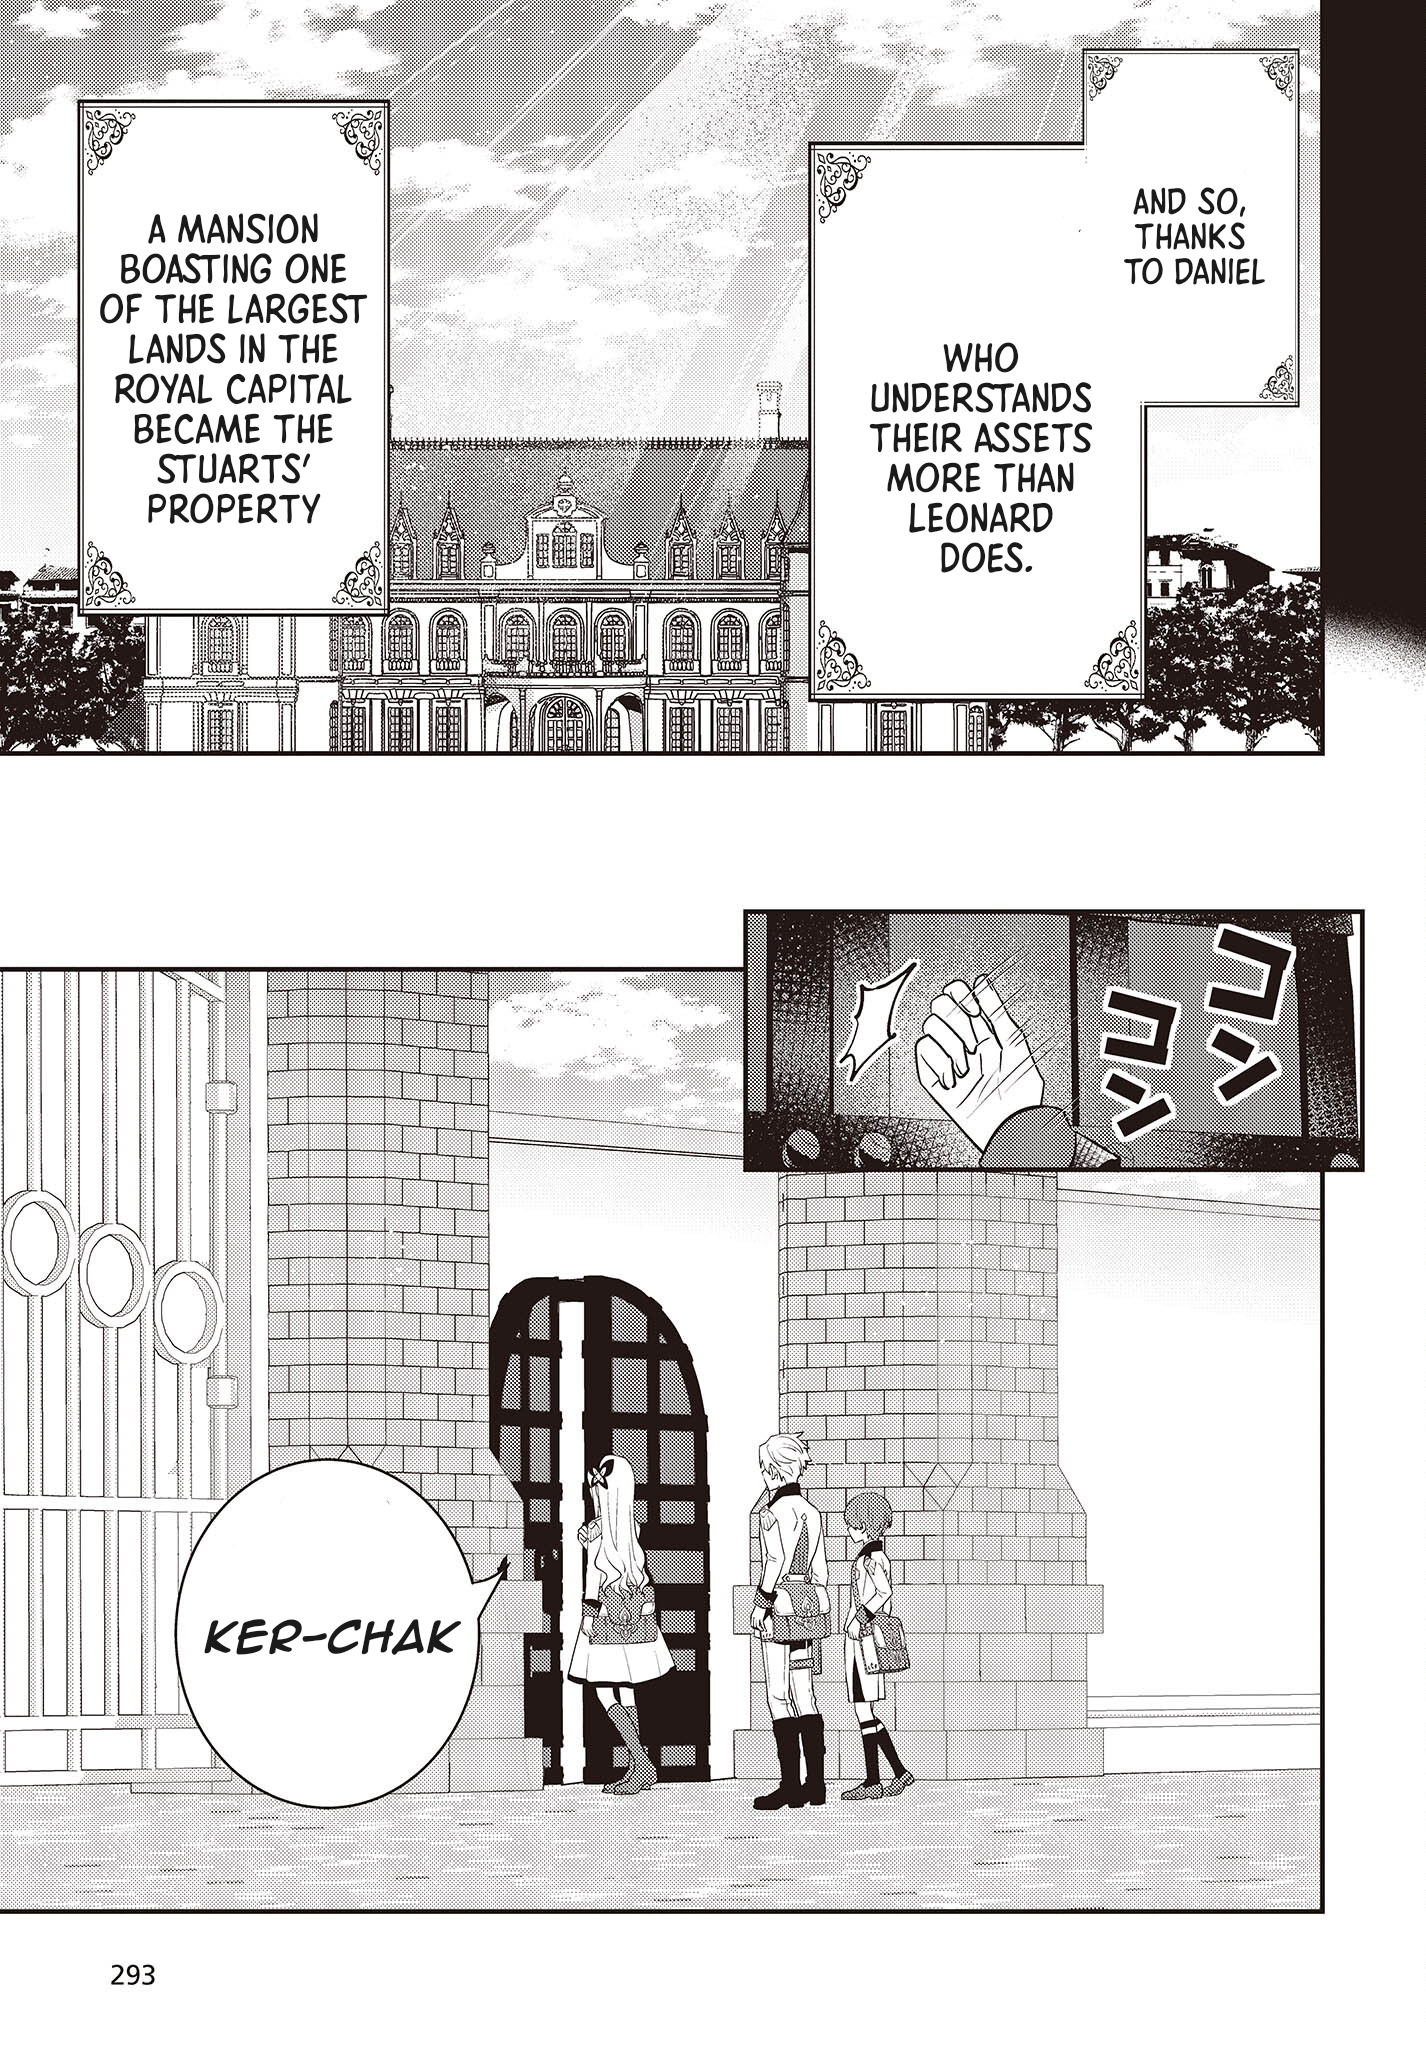 AND SO,
THANKS
TO DANIEL
WHO
UNDERSTANDS
THEIR ASSETS
MORE THAN
LEONARD
DOES.
A MANSION
BOASTING ONE
OF THE LARGEST
LANDS IN THE
ROYAL CAPITAL
BECAME THE
STUARTS'
PROPERTY
コン
コン
KER-CHAK
293